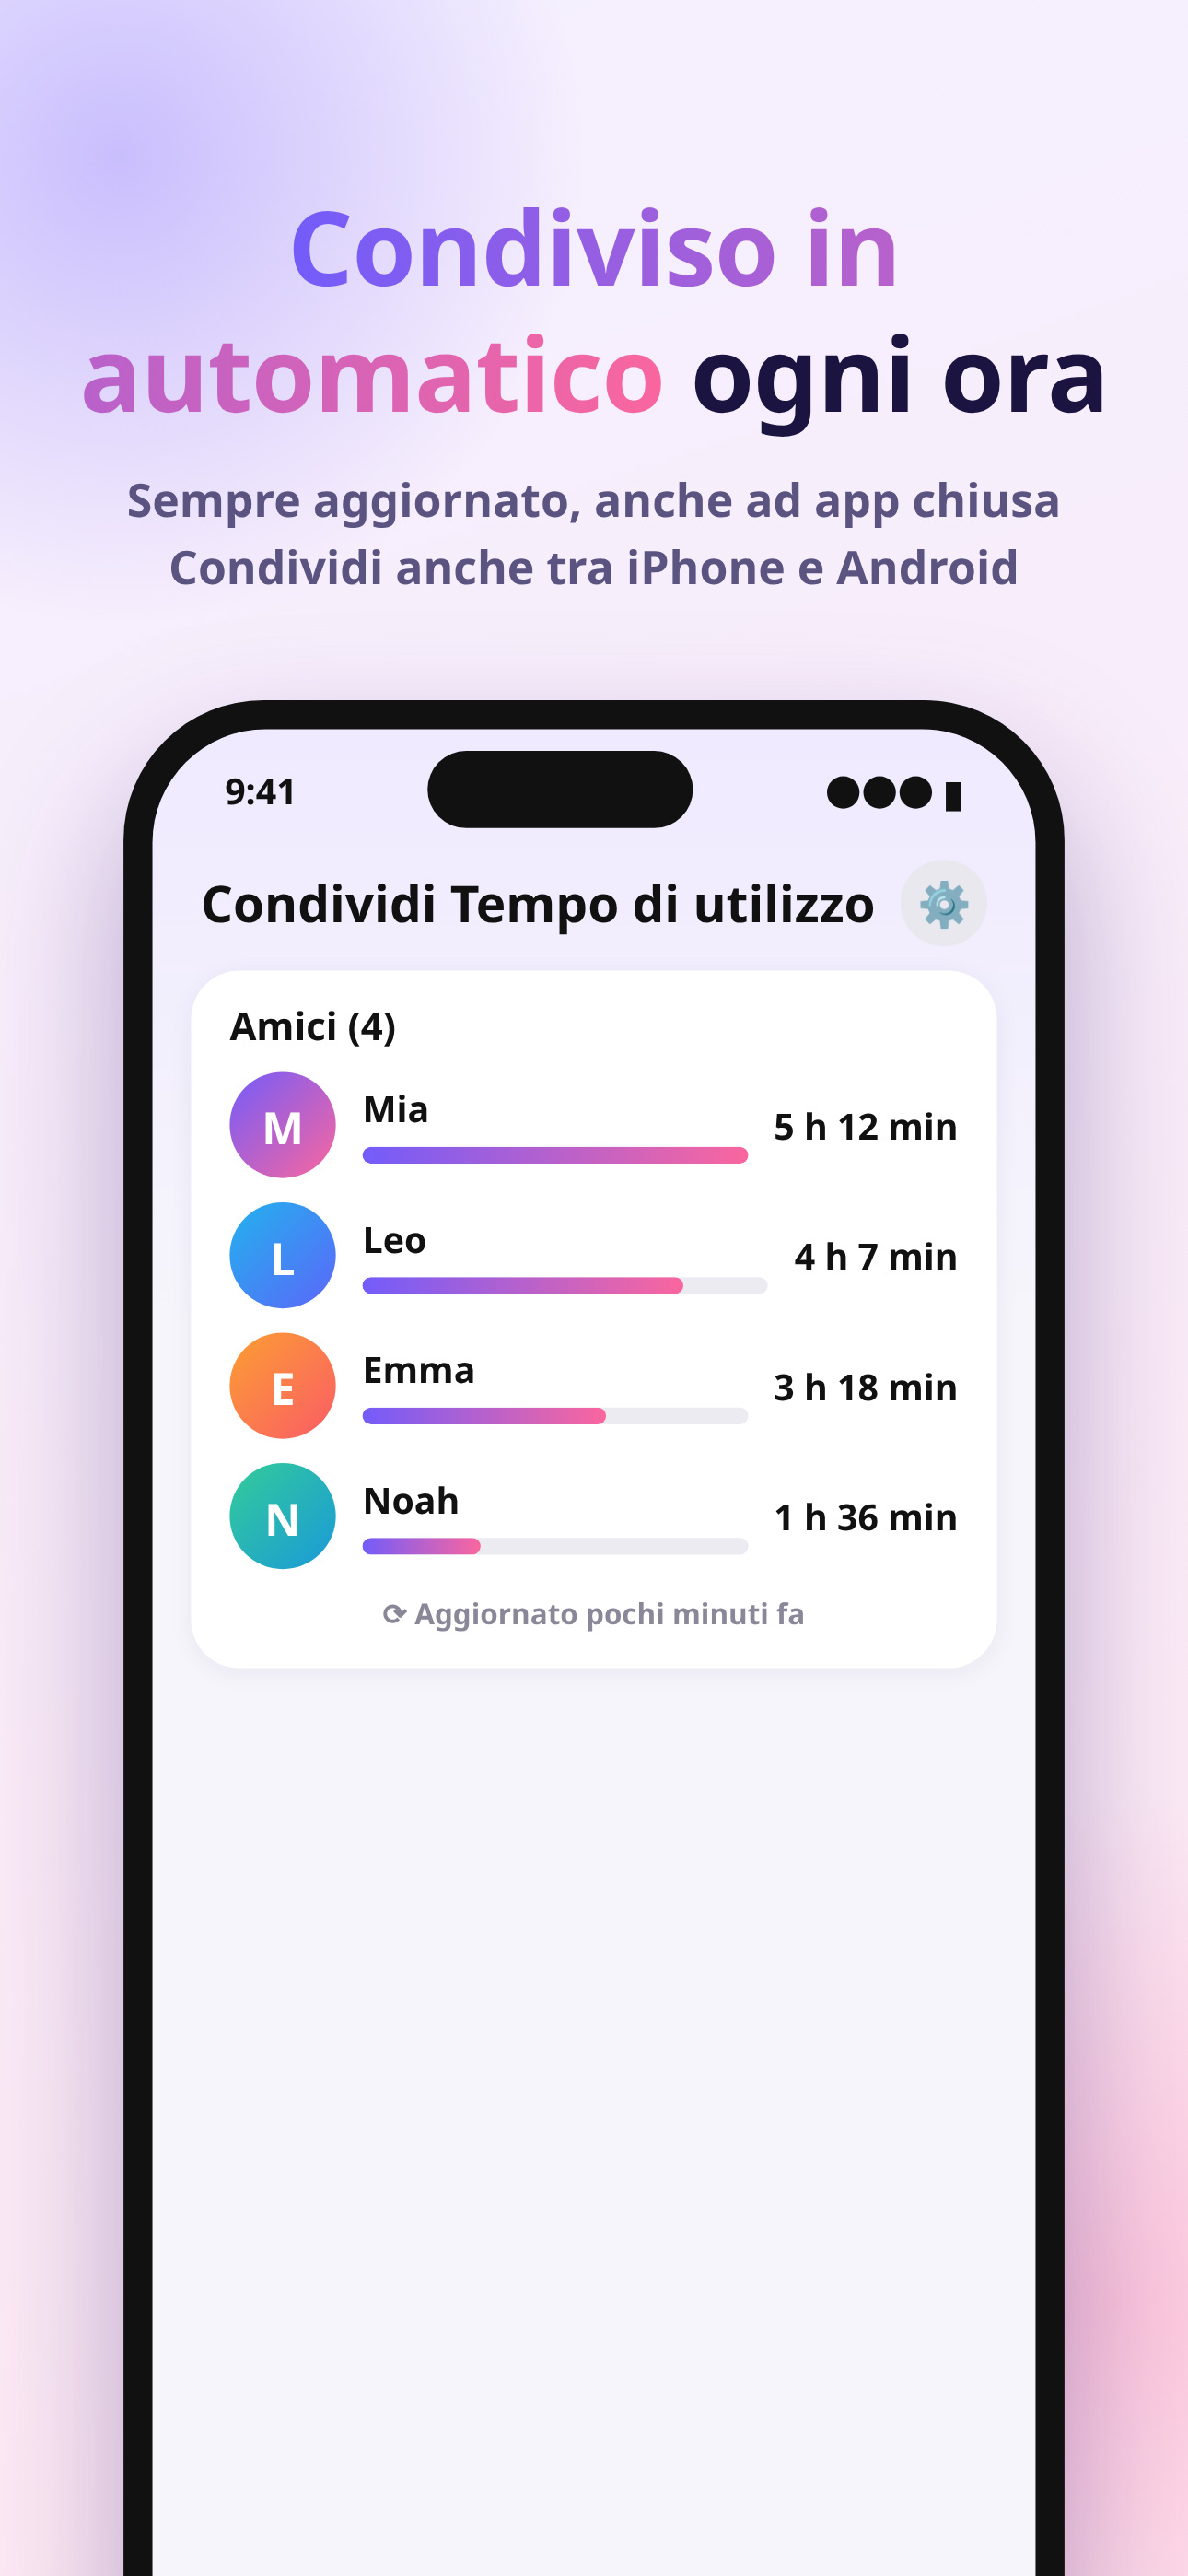 Condiviso in
automatico ogni ora
Sempre aggiornato, anche ad app chiusa
Condividi anche tra iPhone e Android
9:41
Condividi Tempo di utilizzo
Amici (4)
M
Mia
5 h 12 min
L
Leo
4 h 7 min
E
Emma
3 h 18 min
N
Noah
1 h 36 min
⟳ Aggiornato pochi minuti fa